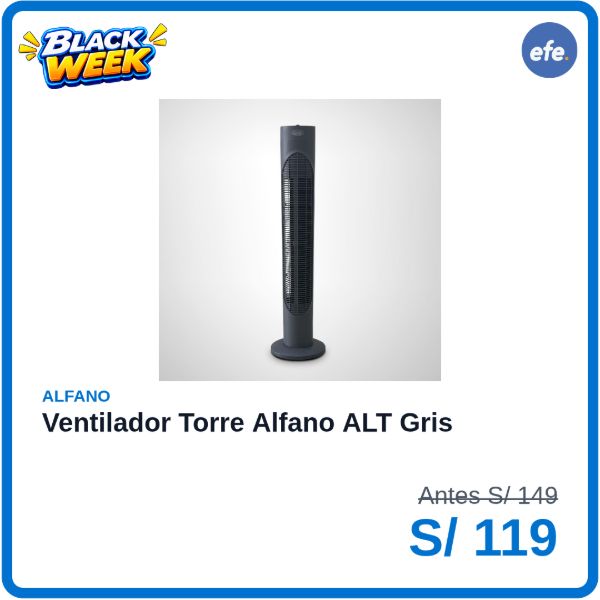 BLACK
WEEK
efe.
ALFANO
Ventilador Torre Alfano ALT Gris
Antes S/ 149
S/ 119